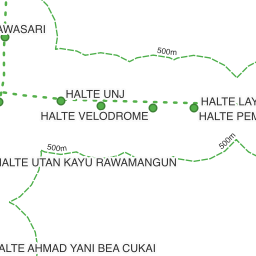 AWASARI
500m
HALTE UNJ
HALTE LAY
HALTE VELODROME
HALTE PEM
500m
500m
HALTE UTAN KAYU RAWAMANGUN
ALTE AHMAD YANI BEA CUKAI